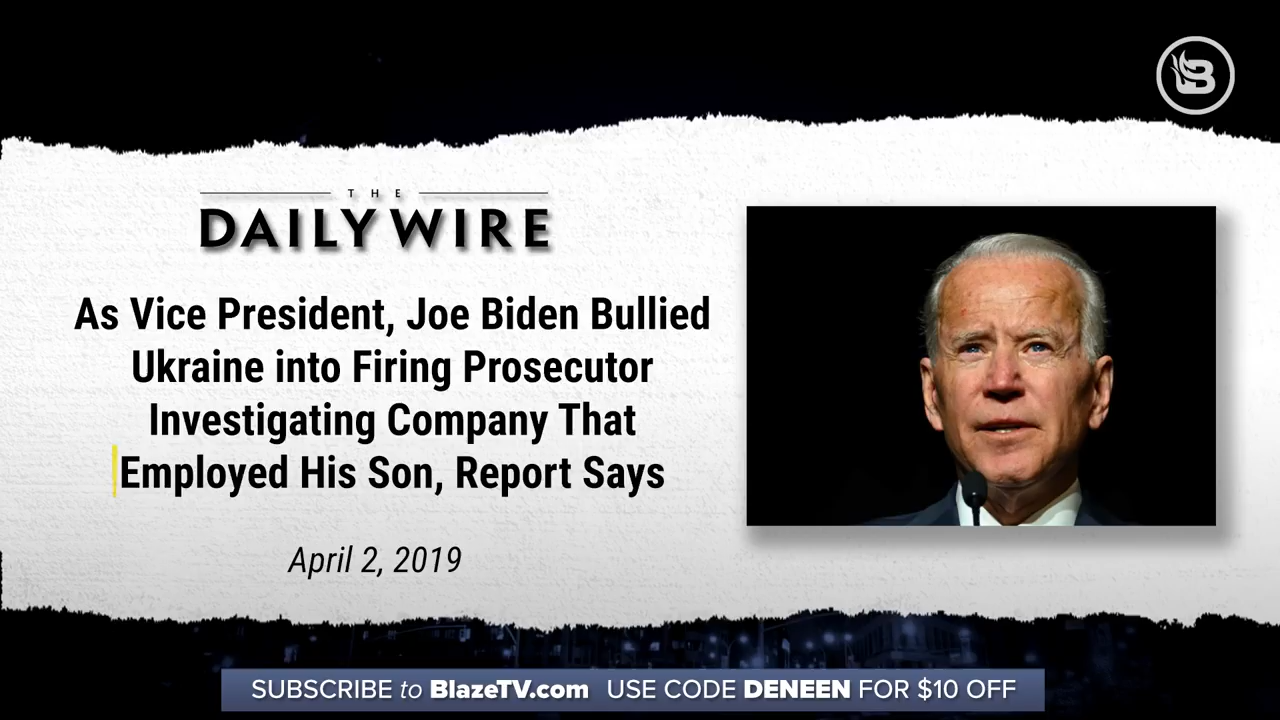 THE
DAILY WIRE
As Vice President, Joe Biden Bullied
Ukraine into Firing Prosecutor
Investigating Company That
Employed His Son, Report Says
April 2, 2019
B
SUBSCRIBE to BlazeTV.com USE CODE DENEEN FOR $10 OFF